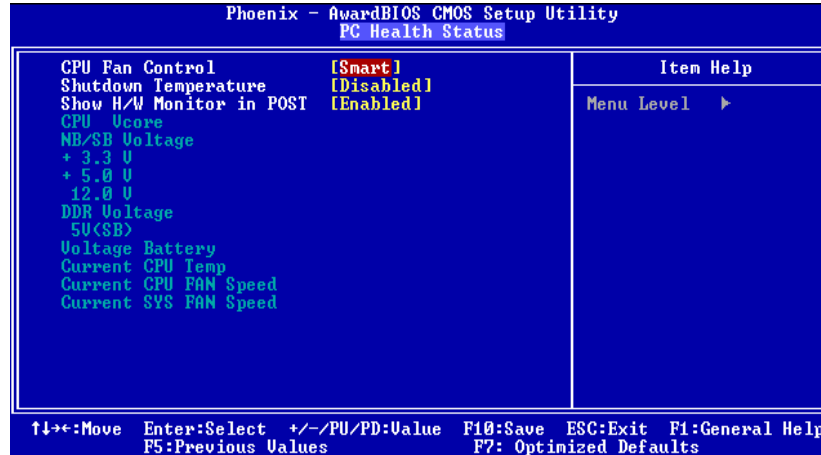 Phoenix - AwardBIOS CMOS Setup Utility
PC Health Status
CPU Fan Control [Smart]
Shutdown Temperature [Disabled]
Show H/W Monitor in POST [Enabled]
CPU Vcore
NB/SB Voltage
+ 3.3 V
+ 5.0 V
12.0 V
DDR Voltage
5V(SB)
Voltage Battery
Current CPU Temp
Current CPU FAN Speed
Current SYS FAN Speed
Item Help
Menu Level ►
↑↓→←:Move Enter:Select +/-/PU/PD:Value F10:Save ESC:Exit F1:General Help
F5:Previous Values F7: Optimized Defaults